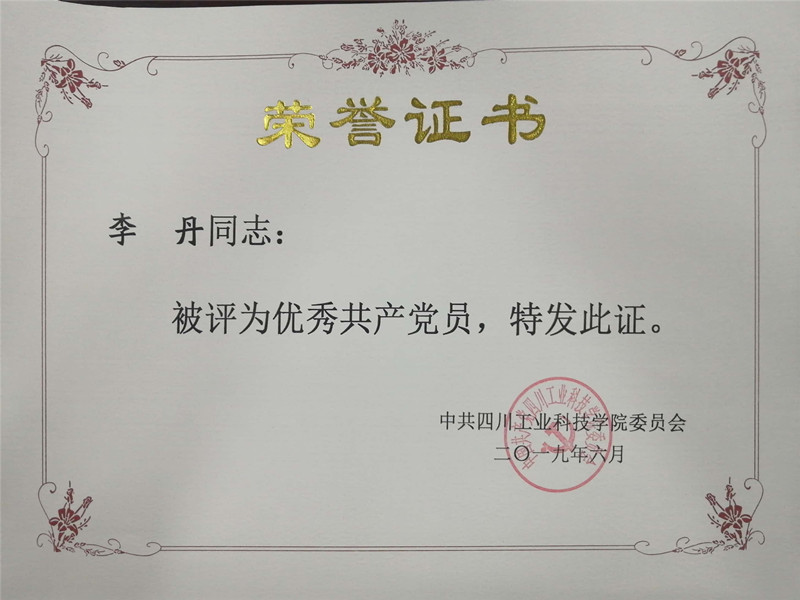 荣誉证书
李 丹同志：
被评为优秀共产党员，特发此证。
中共四川工业科技学院委员会
二〇一九年六月